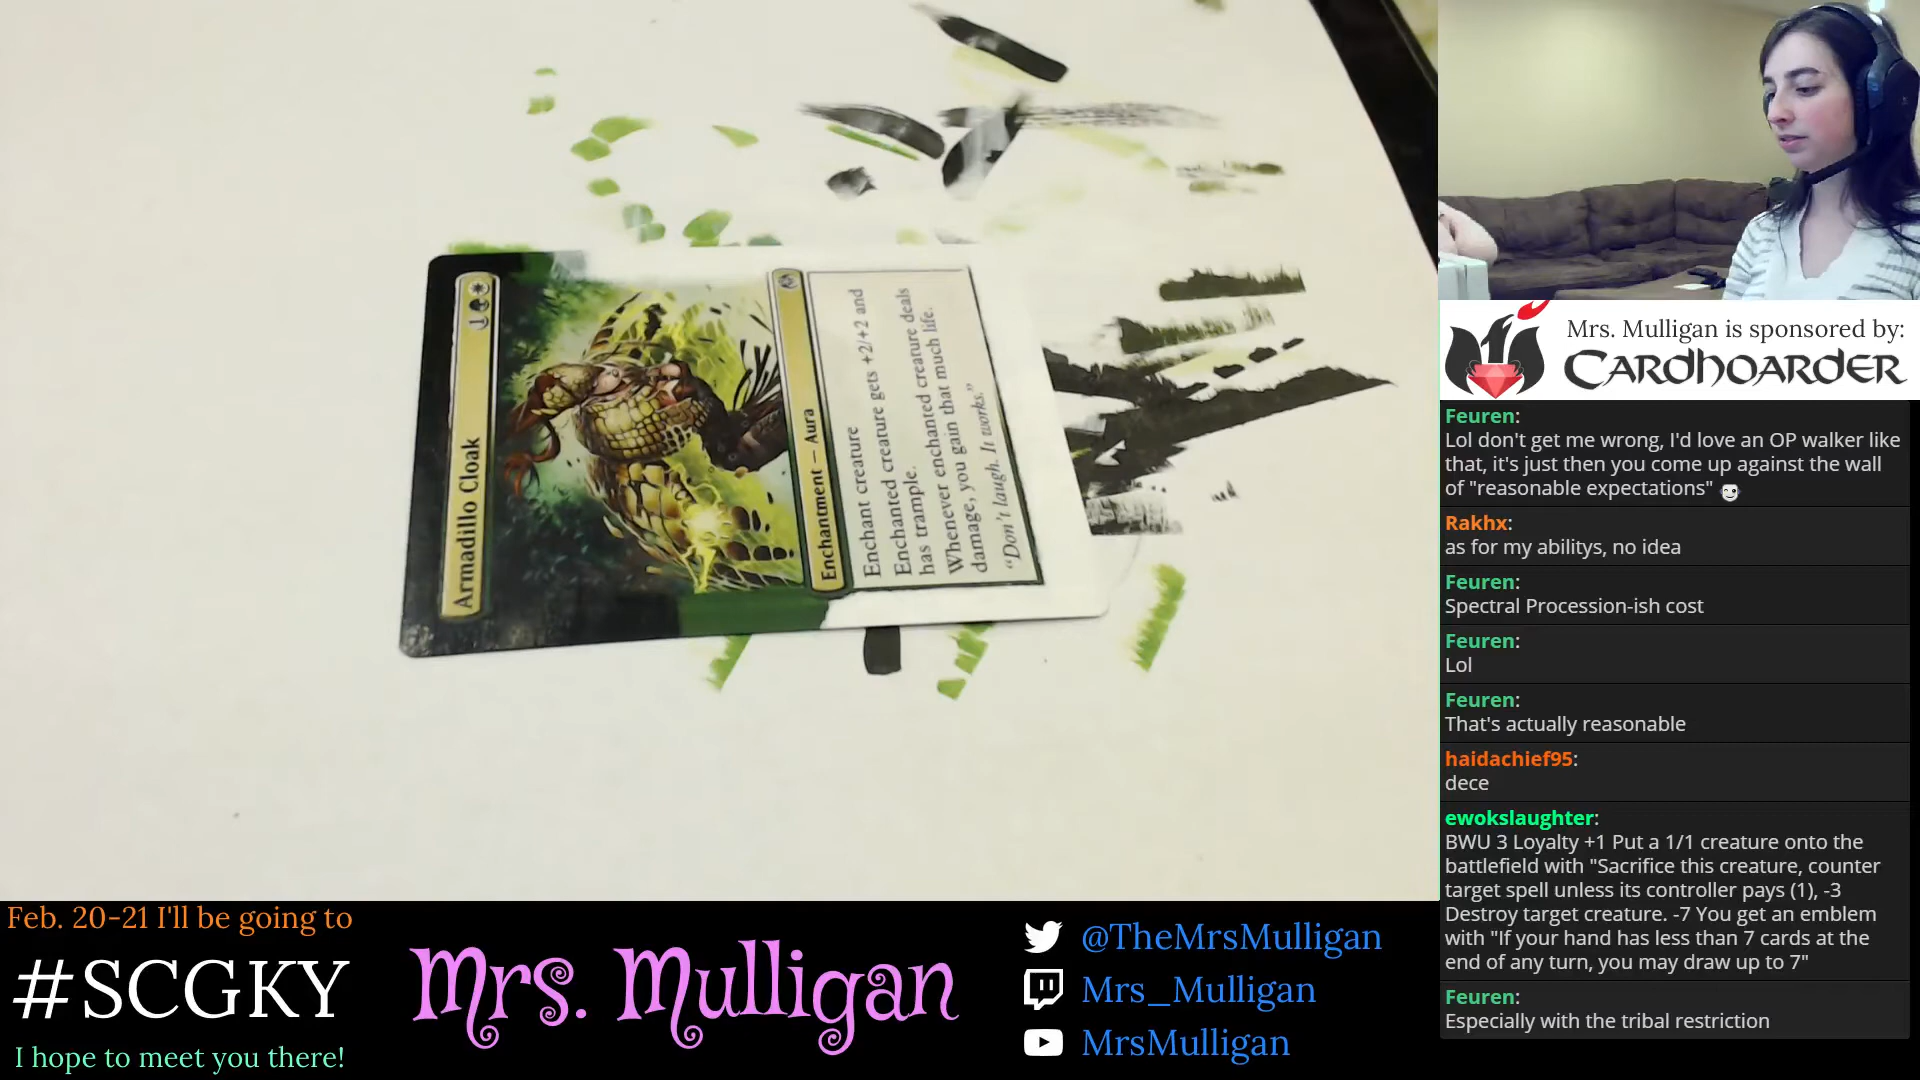 Armadillo Cloak
1
Enchantment — Aura
Enchant creature
Enchanted creature gets +2/+2 and
has trample.
Whenever enchanted creature deals
damage, you gain that much life.
"Don't laugh. It works."
Mrs. Mulligan is sponsored by:
CARDHOARDER
Feuren:
Lol don't get me wrong, I'd love an OP walker like
that, it's just then you come up against the wall
of "reasonable expectations"
Rakhx:
as for my abilitys, no idea
Feuren:
Spectral Procession-ish cost
Feuren:
Lol
Feuren:
That's actually reasonable
haidachief95:
dece
ewokslaughter:
BWU 3 Loyalty +1 Put a 1/1 creature onto the
battlefield with "Sacrifice this creature, counter
target spell unless its controller pays (1), -3
Destroy target creature. -7 You get an emblem
with "If your hand has less than 7 cards at the
end of any turn, you may draw up to 7"
Feuren:
Especially with the tribal restriction
Feb. 20-21 I'll be going to
#SCGKY
I hope to meet you there!
Mrs. Mulligan
@TheMrsMulligan
Mrs_Mulligan
MrsMulligan